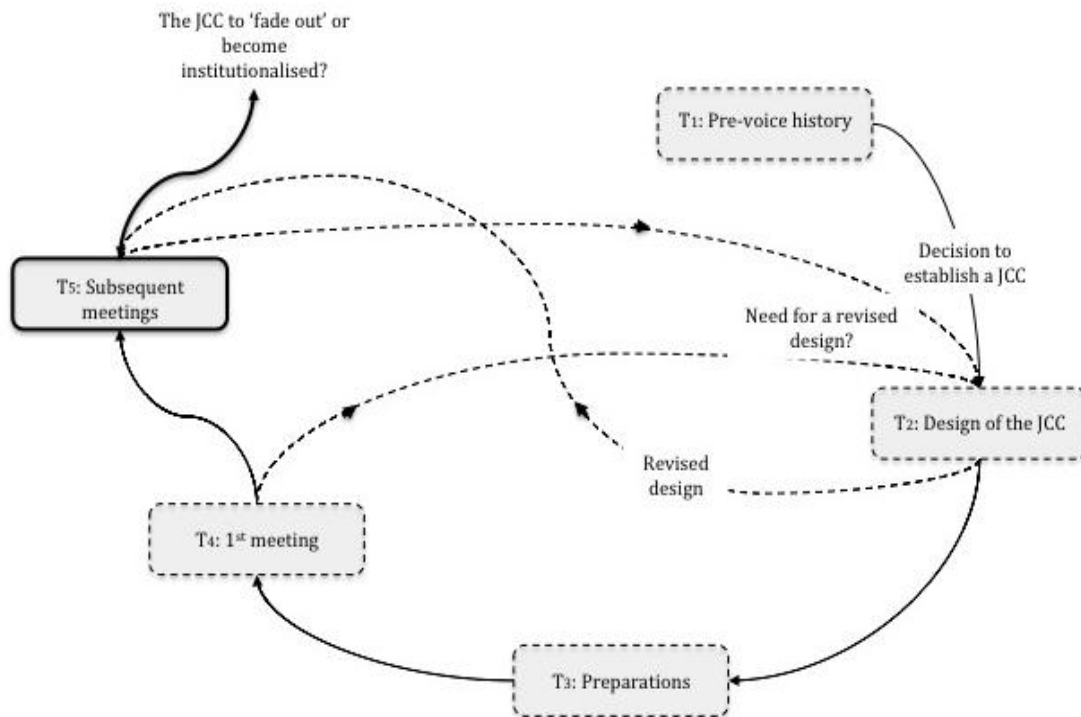 The JCC to ‘fade out’ or
become
institutionalised?
T1: Pre-voice history
Decision to
establish a JCC
T5: Subsequent
meetings
Need for a revised
design?
T2: Design of the JCC
Revised
design
T4: 1st meeting
T3: Preparations